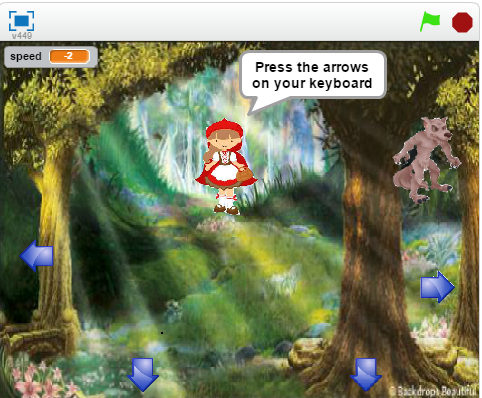 v449
speed -2
Press the arrows
on your keyboard
© Backdrops Beautiful